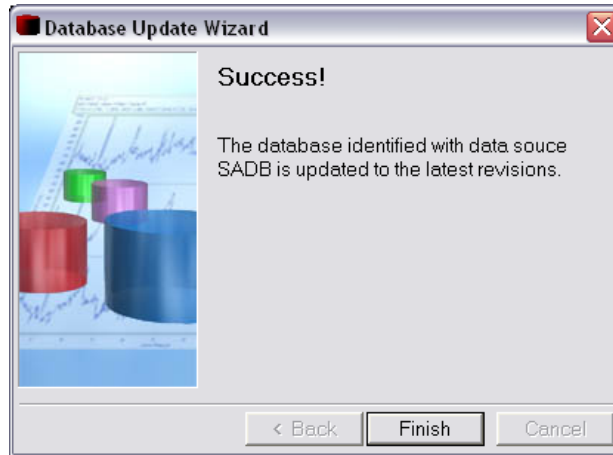 Database Update Wizard
Success!
The database identified with data souce
SADB is updated to the latest revisions.
< Back
Finish
Cancel